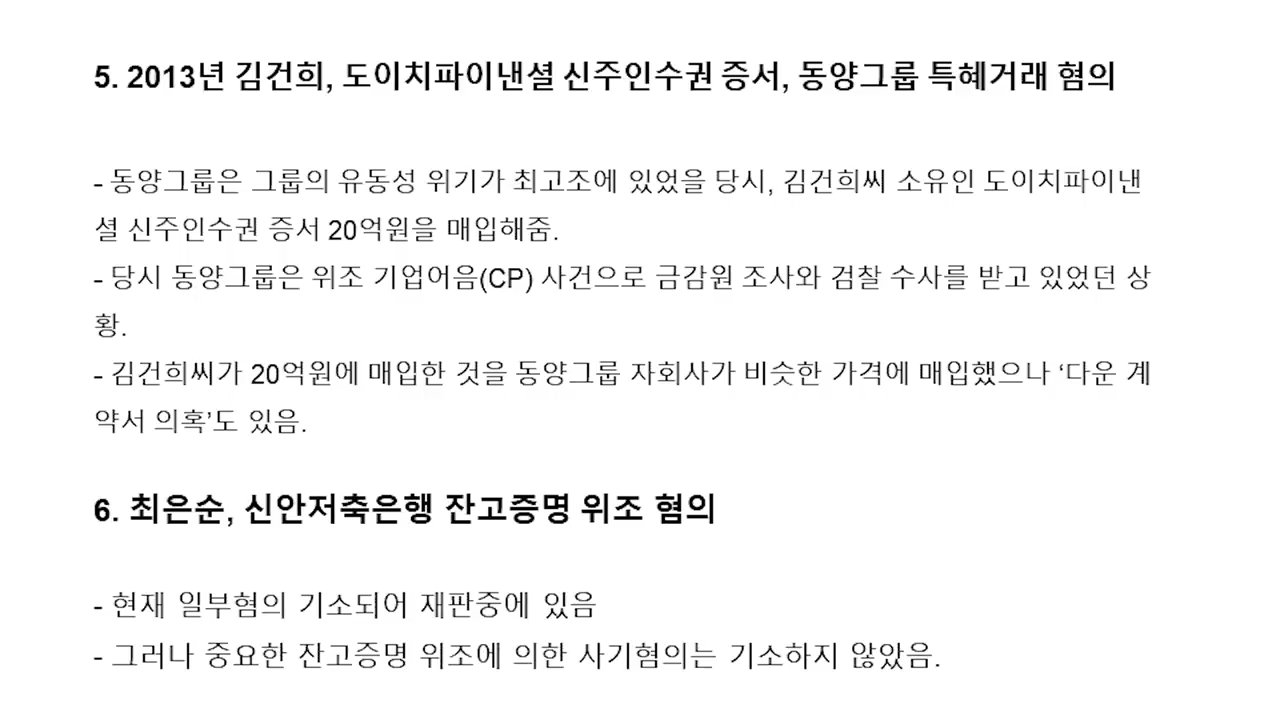 5. 2013년 김건희, 도이치파이낸셜 신주인수권 증서, 동양그룹 특혜거래 혐의
- 동양그룹은 그룹의 유동성 위기가 최고조에 있었을 당시, 김건희씨 소유인 도이치파이낸
셜 신주인수권 증서 20억원을 매입해줌.
- 당시 동양그룹은 위조 기업어음(CP) 사건으로 금감원 조사와 검찰 수사를 받고 있었던 상
황.
- 김건희씨가 20억원에 매입한 것을 동양그룹 자회사가 비슷한 가격에 매입했으나 ‘다운 계
약서 의혹’도 있음.
6. 최은순, 신안저축은행 잔고증명 위조 혐의
- 현재 일부혐의 기소되어 재판중에 있음
- 그러나 중요한 잔고증명 위조에 의한 사기혐의는 기소하지 않았음.